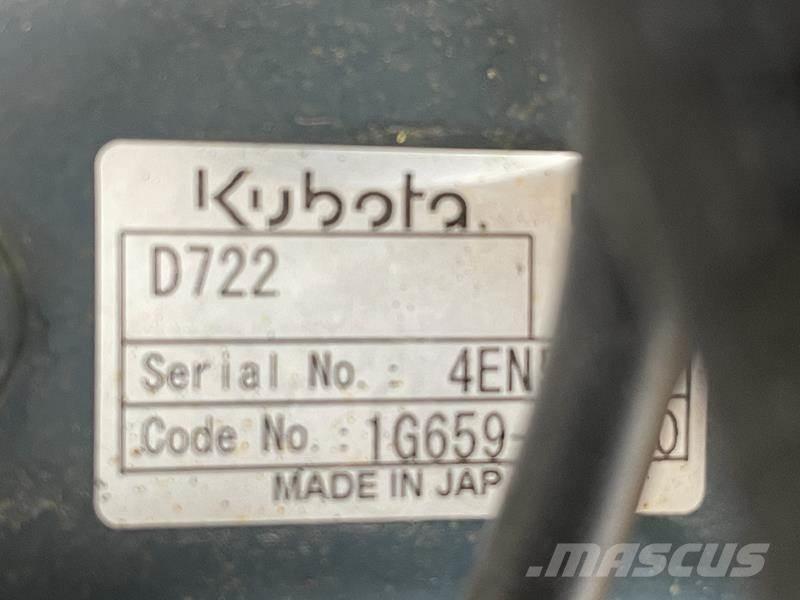 Kubota
D722
Serial No.: 4EN
Code No.: 1G659-
MADE IN JAP
MASCUS